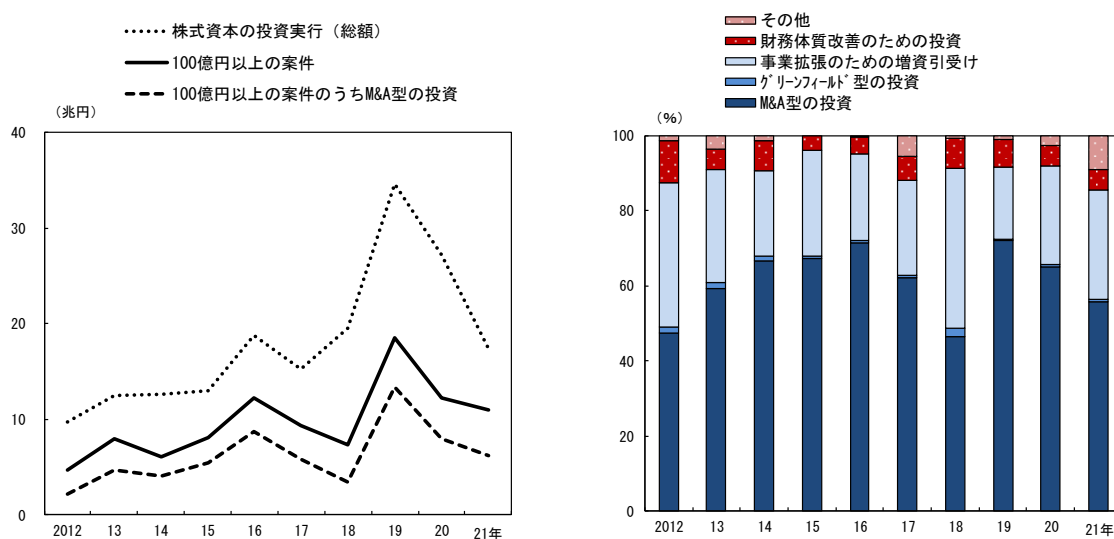 株式資本の投資実行（総額）
100億円以上の案件
100億円以上の案件のうちM&A型の投資
（兆円）
40
30
20
10
0
2012 13 14 15 16 17 18 19 20 21年
その他
財務体質改善のための投資
事業拡張のための増資引受け
ｸﾞﾘｰﾝﾌｨｰﾙﾄﾞ型の投資
M&A型の投資
（%）
100
80
60
40
20
0
2012 13 14 15 16 17 18 19 20 21年